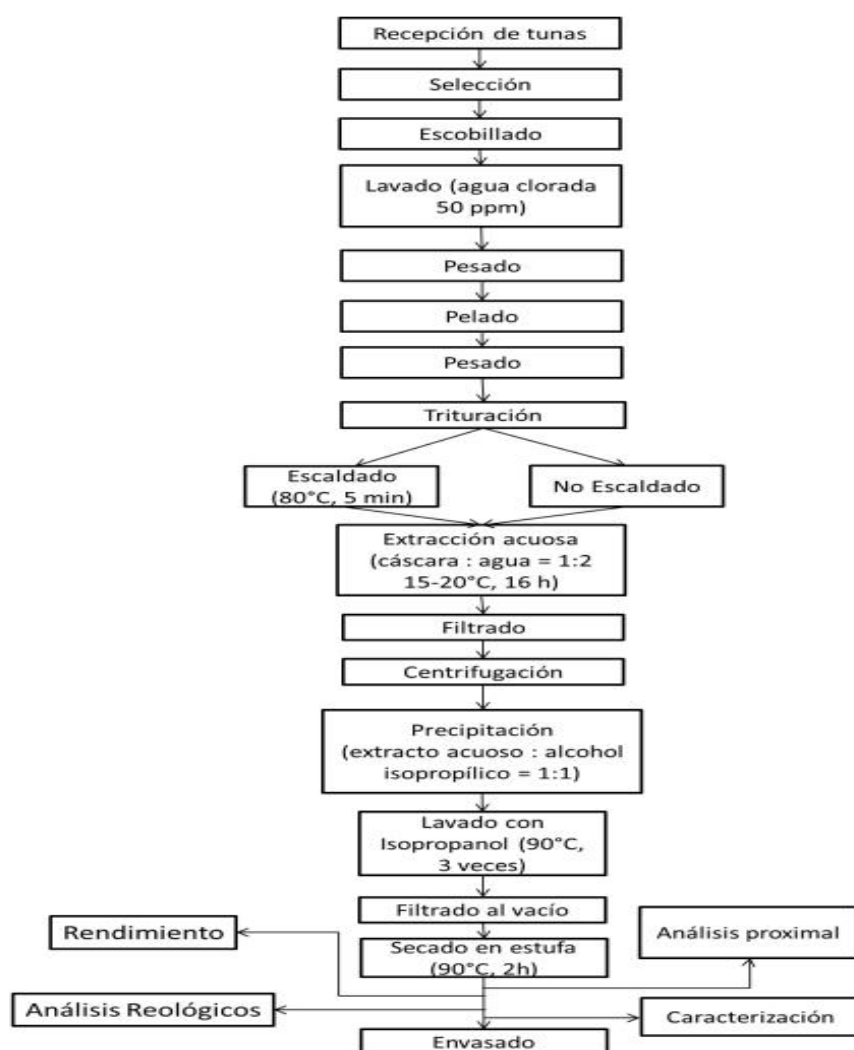 Recepción de tunas
Selección
Escobillado
Lavado (agua clorada
50 ppm)
Pesado
Pelado
Pesado
Trituración
Escaldado
(80°C, 5 min)
No Escaldado
Extracción acuosa
(cáscara : agua = 1:2
15-20°C, 16 h)
Filtrado
Centrifugación
Precipitación
(extracto acuoso : alcohol
isopropílico = 1:1)
Lavado con
Isopropanol (90°C,
3 veces)
Filtrado al vacío
Rendimiento
Secado en estufa
(90°C, 2h)
Análisis proximal
Análisis Reológicos
Caracterización
Envasado